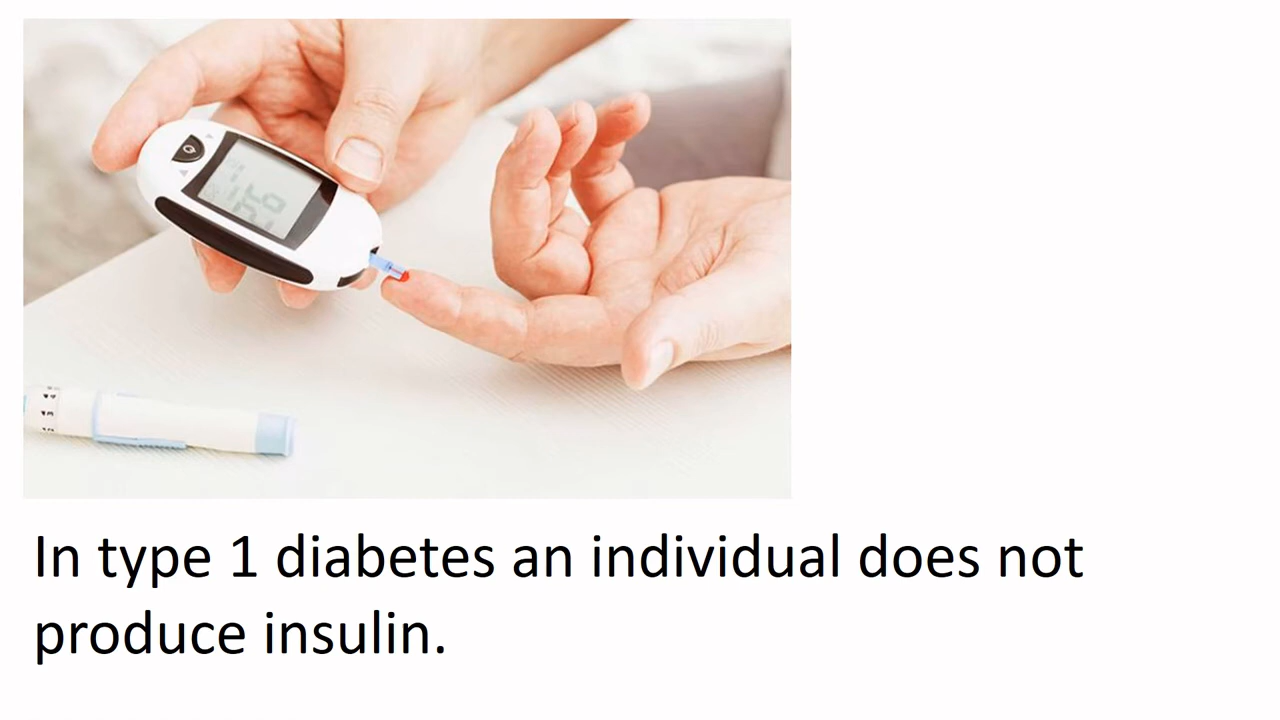 In type 1 diabetes an individual does not
produce insulin.